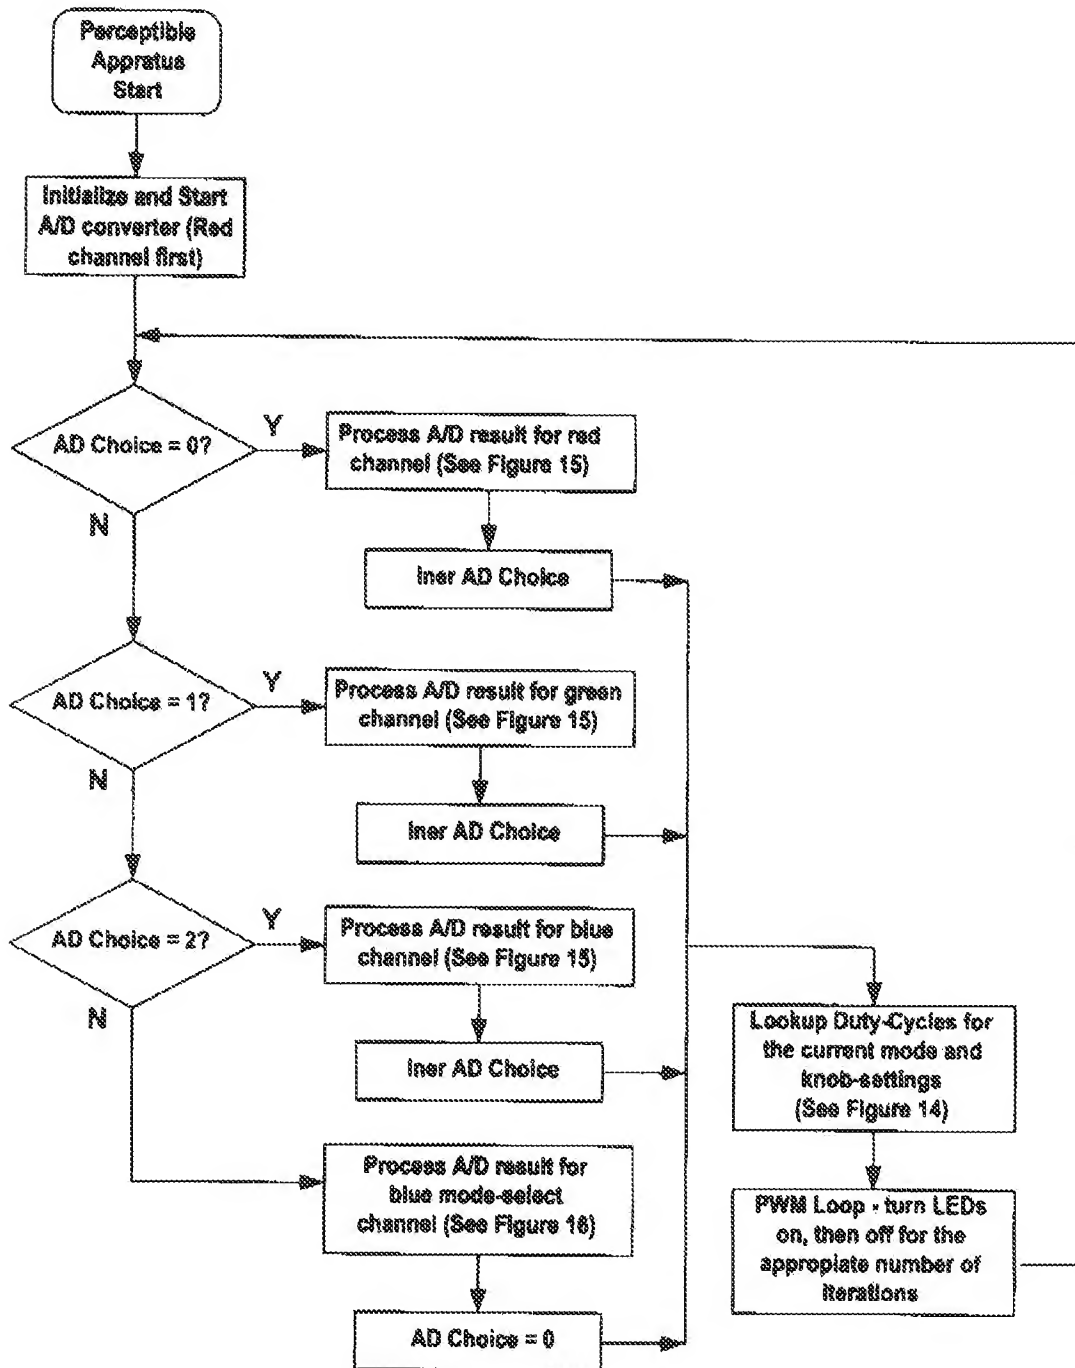 Perceptible
Appratus
Start
Initialize and Start
A/D converter (Red
channel first)
AD Choice = 0?
Y
N
Process A/D result for red
channel (See Figure 15)
Iner AD Choice
AD Choice = 1?
Y
N
Process A/D result for green
channel (See Figure 15)
Iner AD Choice
AD Choice = 2?
Y
N
Process A/D result for blue
channel (See Figure 15)
Iner AD Choice
Process A/D result for
blue mode-select
channel (See Figure 16)
AD Choice = 0
Lookup Duty-Cycles for
the current mode and
knob-settings
(See Figure 14)
PWM Loop - turn LEDs
on, then off for the
appropiate number of
iterations